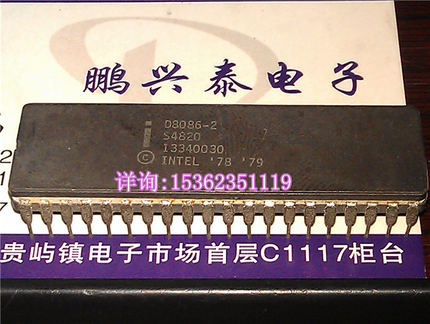 鹏兴泰电子
D8086-2
S4820
I3340030
© INTEL '78 '79
详询:15362351119
贵屿镇电子市场首层C1117柜台